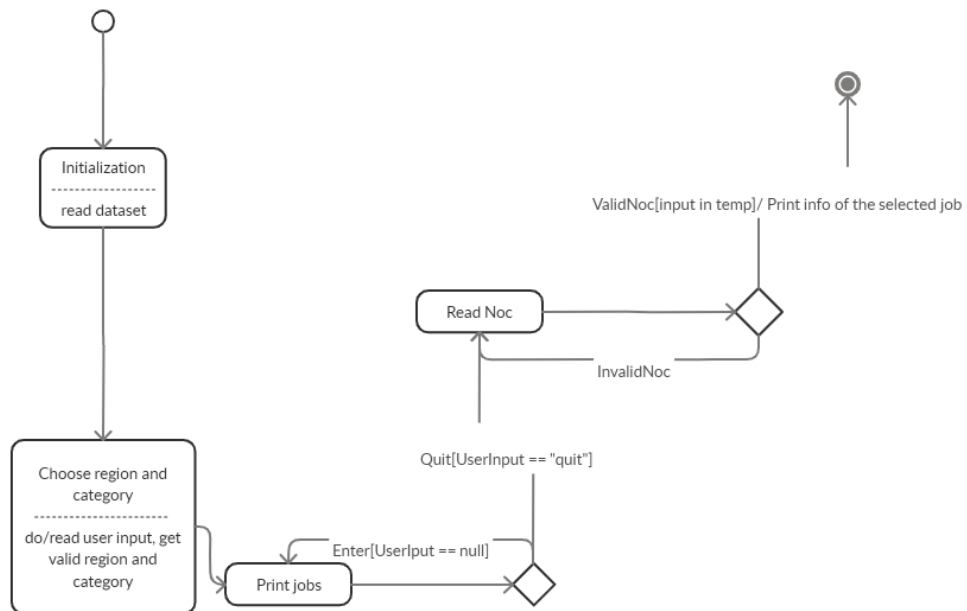 Initialization
read dataset
ValidNoc[input in temp]/ Print info of the selected job
Read Noc
InvalidNoc
Quit[UserInput == "quit"]
Choose region and
category
do/read user input, get
valid region and
category
Enter[UserIput == null]
Print jobs